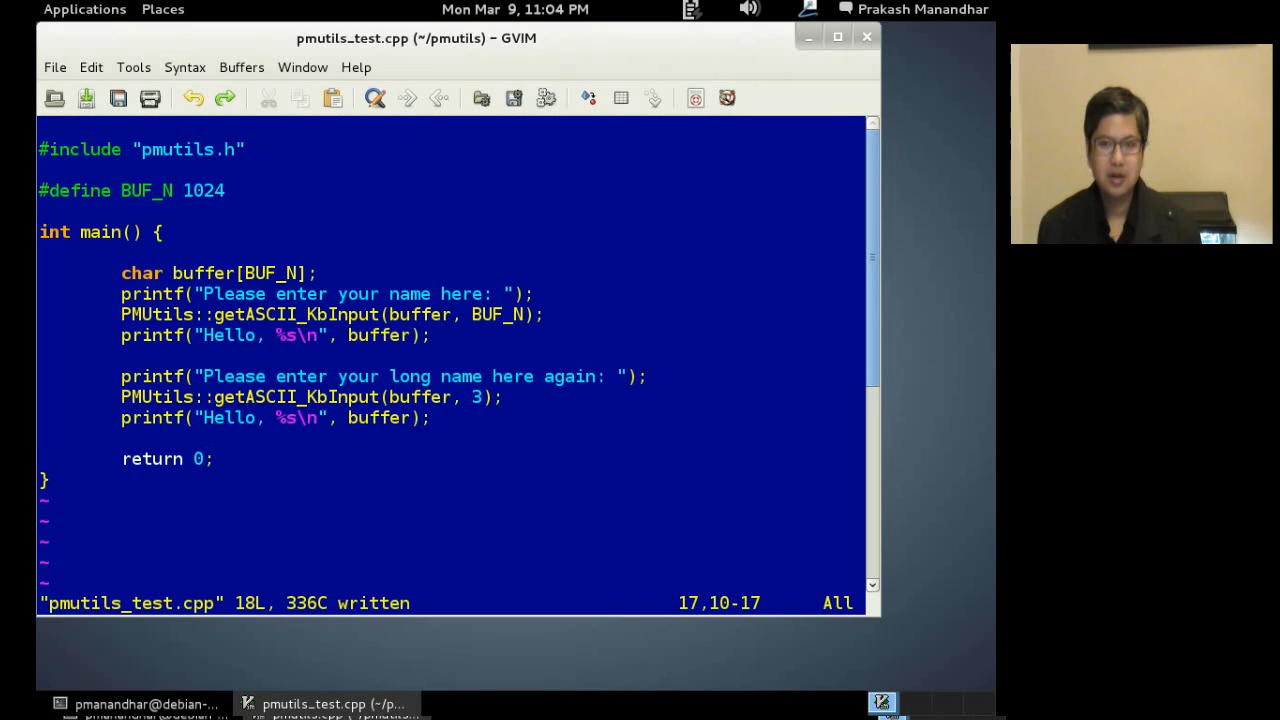 Applications Places Mon Mar 9, 11:04 PM Prakash Manandhar
pmutils_test.cpp (~/pmutils) – GVIM
File Edit Tools Syntax Buffers Window Help
#include "pmutils.h"
#define BUF_N 1024
int main() {
char buffer[BUF_N];
printf("Please enter your name here: ");
PMUtils::getASCII_KbInput(buffer, BUF_N);
printf("Hello, %s\n", buffer);
printf("Please enter your long name here again: ");
PMUtils::getASCII_KbInput(buffer, 3);
printf("Hello, %s\n", buffer);
return 0;
}
~
~
~
~
~
"pmutils_test.cpp" 18L, 336C written 17,10-17 All
pmanandhar@debian-... pmutils_test.cpp (~/p...